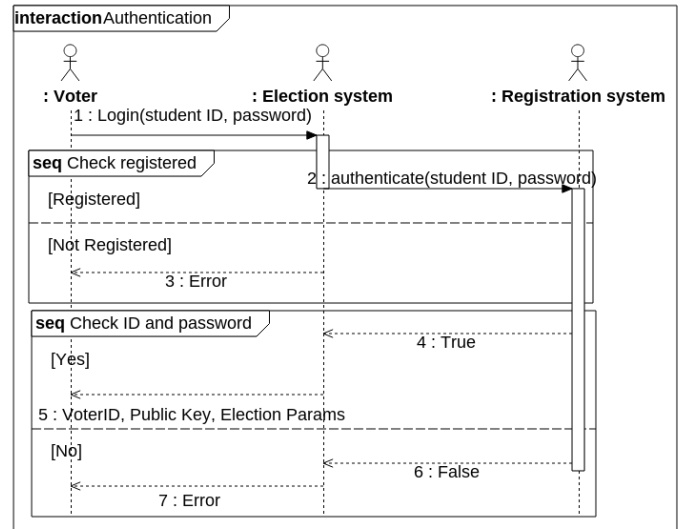 interaction Authentication
: Voter
: Election system
: Registration system
1 : Login(student ID, password)
seq Check registered
2 : authenticate(student ID, password)
[Registered]
[Not Registered]
3 : Error
seq Check ID and password
4 : True
[Yes]
5 : VoterID, Public Key, Election Params
[No]
6 : False
7 : Error